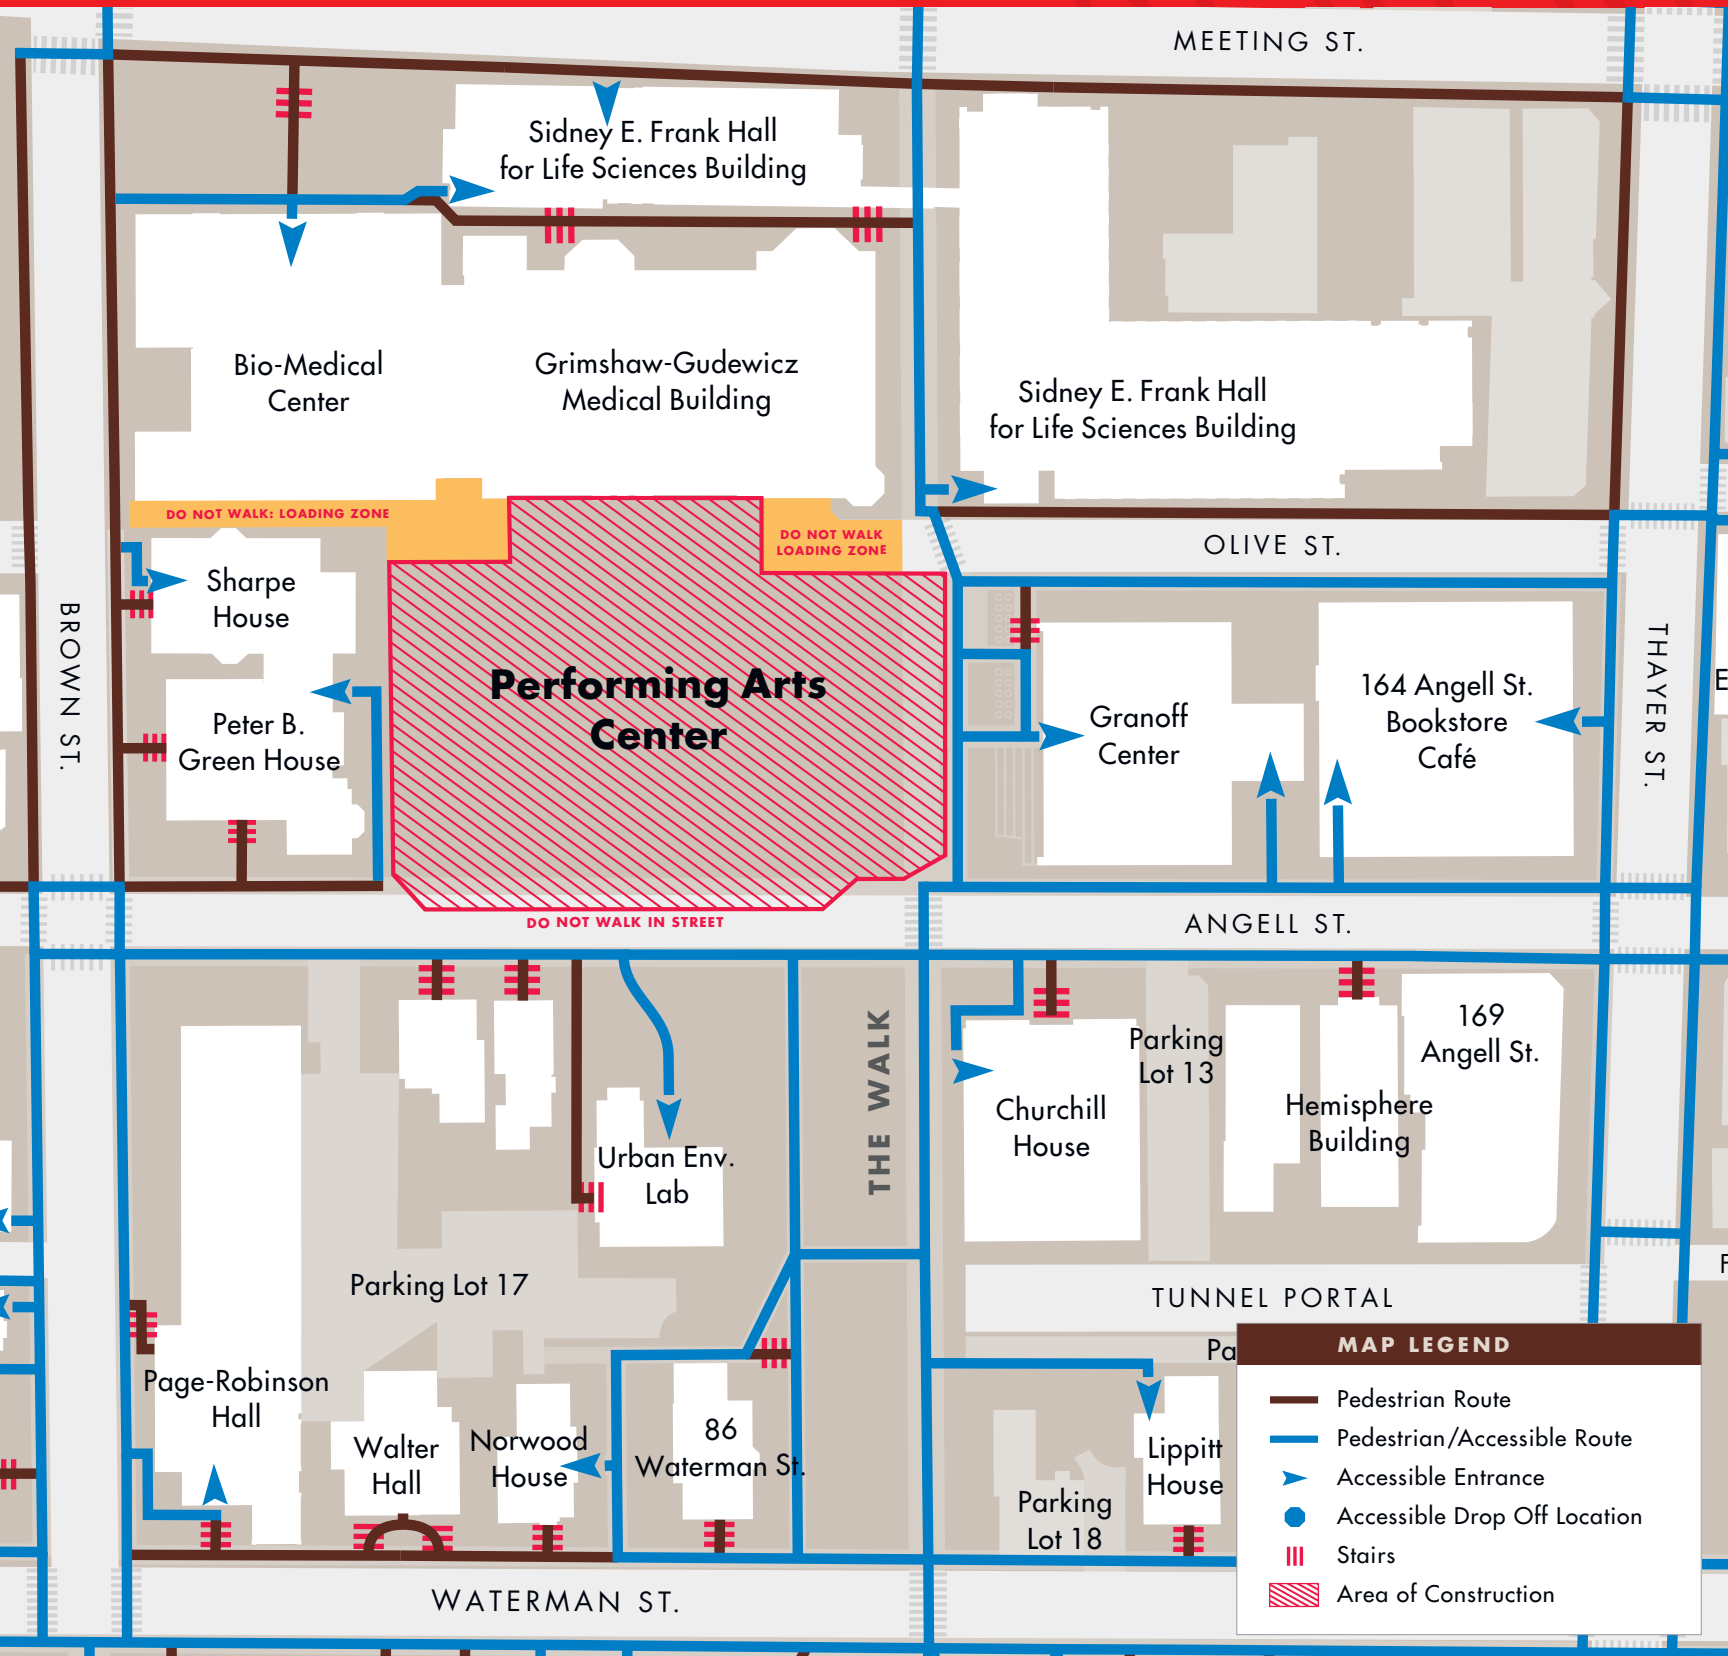 MEETING ST.
Sidney E. Frank Hall
for Life Sciences Building
Bio-Medical
Center
Grimshaw-Gudewicz
Medical Building
Sidney E. Frank Hall
for Life Sciences Building
DO NOT WALK: LOADING ZONE
DO NOT WALK
LOADING ZONE
OLIVE ST.
Sharpe
House
BROWN ST.
THAYER ST.
Performing Arts
Center
Peter B.
Green House
Granoff
Center
164 Angell St.
Bookstore
Café
E
DO NOT WALK IN STREET
ANGELL ST.
THE WALK
169
Angell St.
Parking
Lot 13
Churchill
House
Hemisphere
Building
Urban Env.
Lab
Parking Lot 17
TUNNEL PORTAL
F
Pa
Page-Robinson
Hall
Walter
Hall
Norwood
House
86
Waterman St.
Lippitt
House
Parking
Lot 18
WATERMAN ST.
MAP LEGEND
Pedestrian Route
Pedestrian/Accessible Route
Accessible Entrance
Accessible Drop Off Location
Stairs
Area of Construction